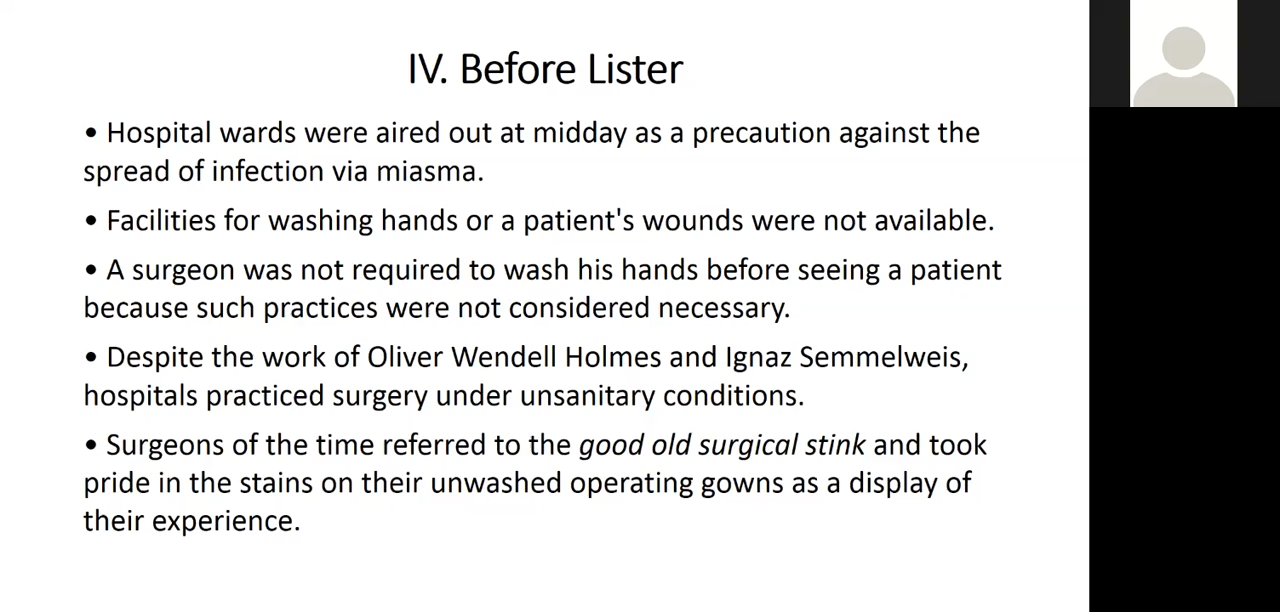 IV. Before Lister
• Hospital wards were aired out at midday as a precaution against the
spread of infection via miasma.
• Facilities for washing hands or a patient's wounds were not available.
• A surgeon was not required to wash his hands before seeing a patient
because such practices were not considered necessary.
• Despite the work of Oliver Wendell Holmes and Ignaz Semmelweis,
hospitals practiced surgery under unsanitary conditions.
• Surgeons of the time referred to the good old surgical stink and took
pride in the stains on their unwashed operating gowns as a display of
their experience.